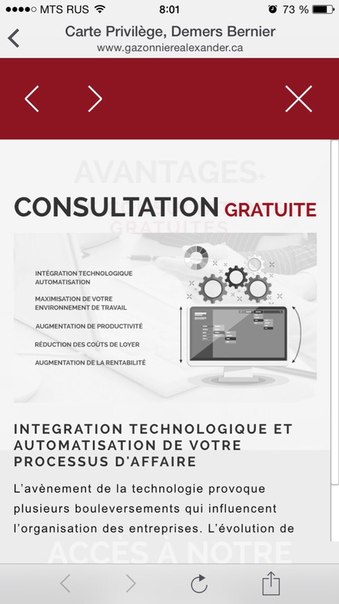 MTS RUS 8:01 73 %
Carte Privilège, Demers Bernier
www.gazonnierealexander.ca
AVANTAGES
CONSULTATION GRATUITE
GRATUITES
INTÉGRATION TECHNOLOGIQUE
AUTOMATISATION
MAXIMISATION DE VOTRE
ENVIRONNEMENT DE TRAVAIL
AUGMENTATION DE PRODUCTIVITÉ
RÉDUCTION DES COÛTS DE LOYER
AUGMENTATION DE LA RENTABILITÉ
INTEGRATION TECHNOLOGIQUE ET
AUTOMATISATION DE VOTRE
PROCESSUS D'AFFAIRE
L'avènement de la technologie provoque
plusieurs bouleversements qui influencent
l'organisation des entreprises. L'évolution de
ACCÈS À NOTRE